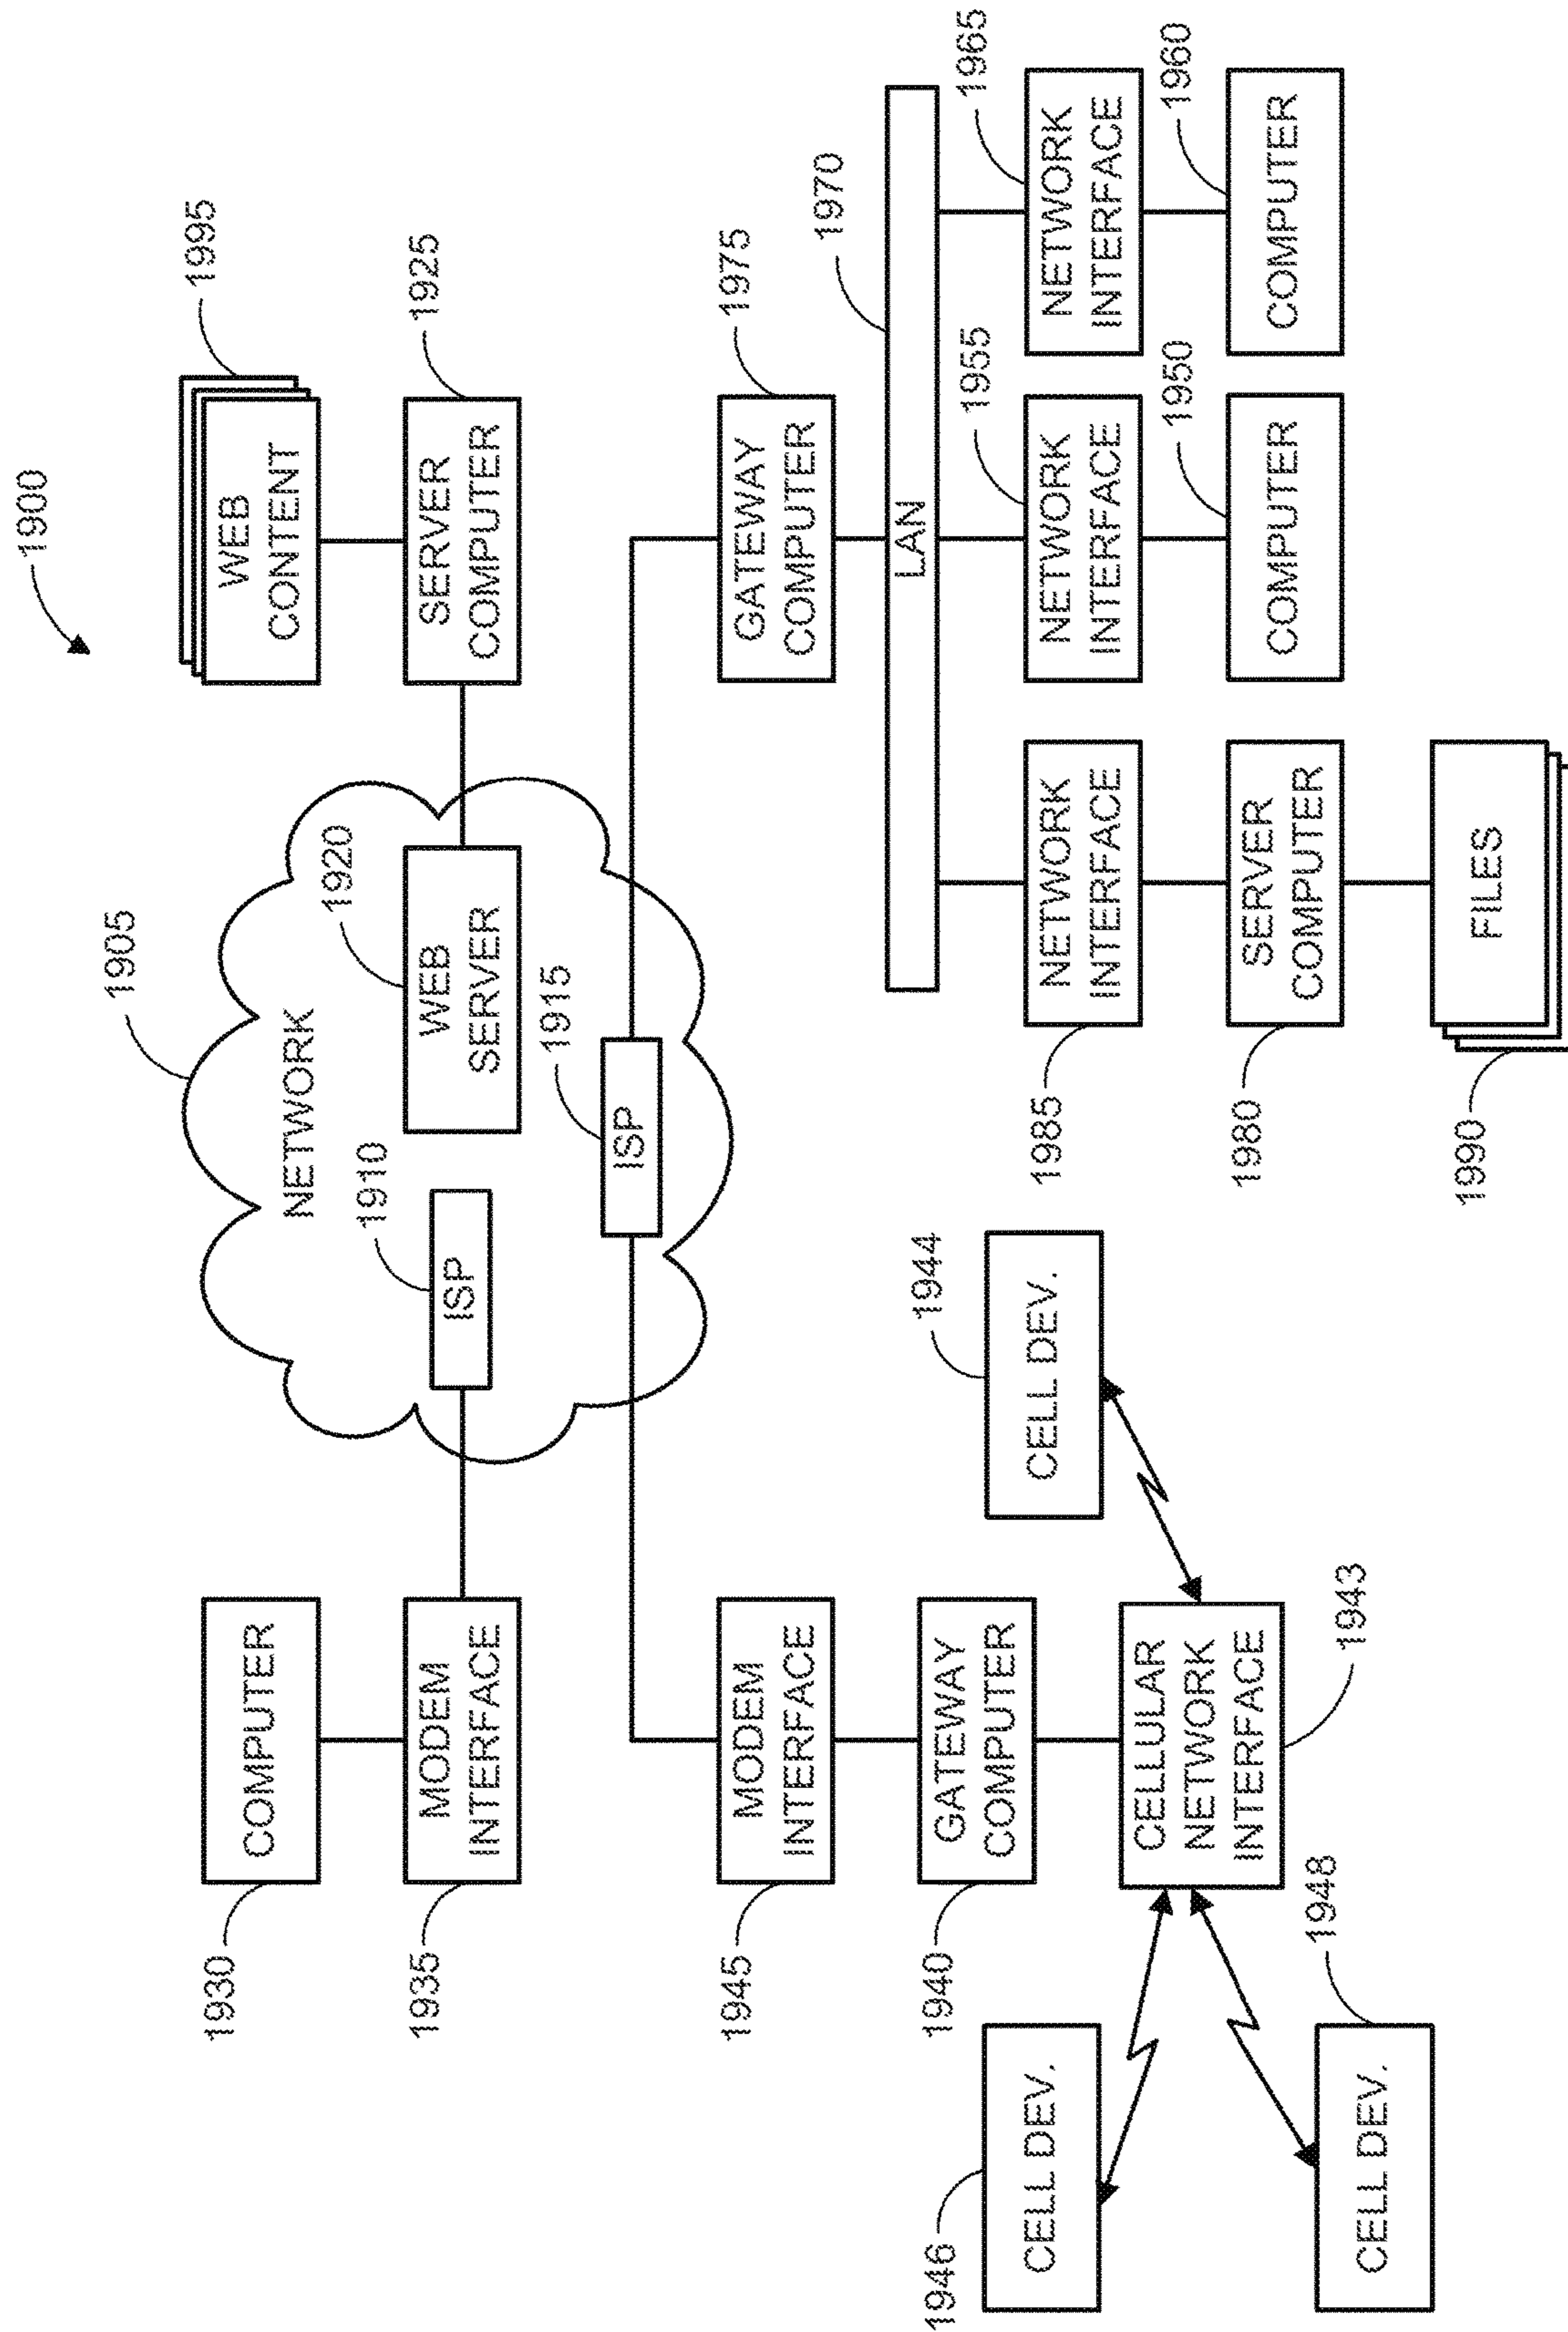 1900
1905
NETWORK
1930
COMPUTER
1935
MODEM
INTERFACE
1910
ISP
1920
WEB
SERVER
1915
ISP
WEB
CONTENT
1995
SERVER
COMPUTER
1925
1945
MODEM
INTERFACE
1940
GATEWAY
COMPUTER
CELLULAR
NETWORK
INTERFACE
1943
CELL DEV.
1944
1946
CELL DEV.
CELL DEV.
1948
GATEWAY
COMPUTER
1975
LAN
1970
1985
NETWORK
INTERFACE
NETWORK
INTERFACE
1955
NETWORK
INTERFACE
1965
1980
SERVER
COMPUTER
COMPUTER
1950
COMPUTER
1960
1990
FILES